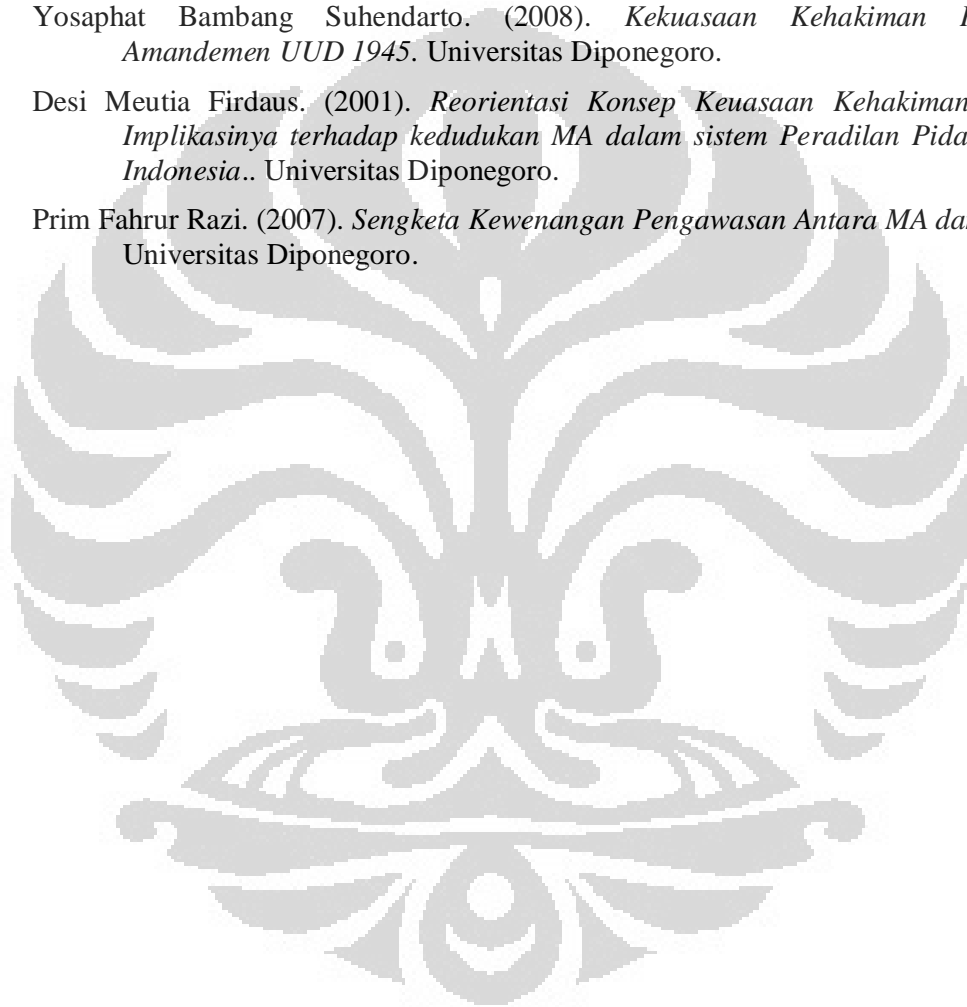 Yosaphat Bambang Suhendarto. (2008). Kekuasaan Kehakiman
Amandemen UUD 1945. Universitas Diponegoro.
Desi Meutia Firdaus. (2001). Reorientasi Konsep Keuasaan Kehakiman
Implikasinya terhadap kedudukan MA dalam sistem Peradilan
Indonesia.. Universitas Diponegoro.
Prim Fahrur Razi. (2007). Sengketa Kewenangan Pengawasan Antara MA
Universitas Diponegoro.